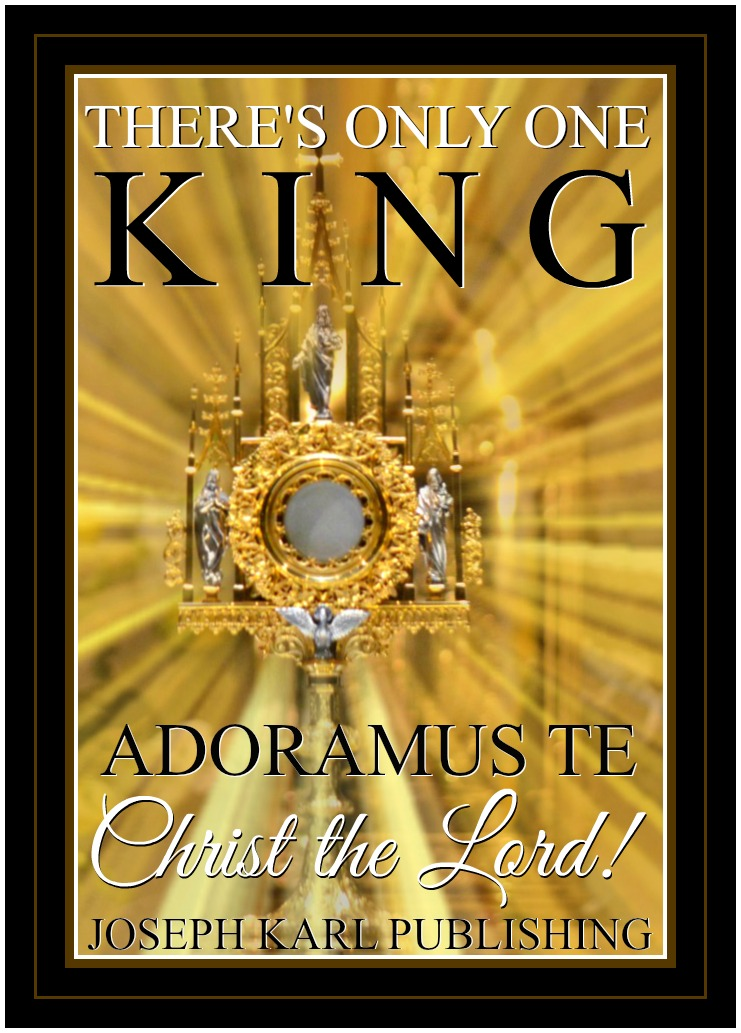 THERE'S ONLY ONE
KING
ADORAMUS TE
Christ the Lord!
JOSEPH KARL PUBLISHING